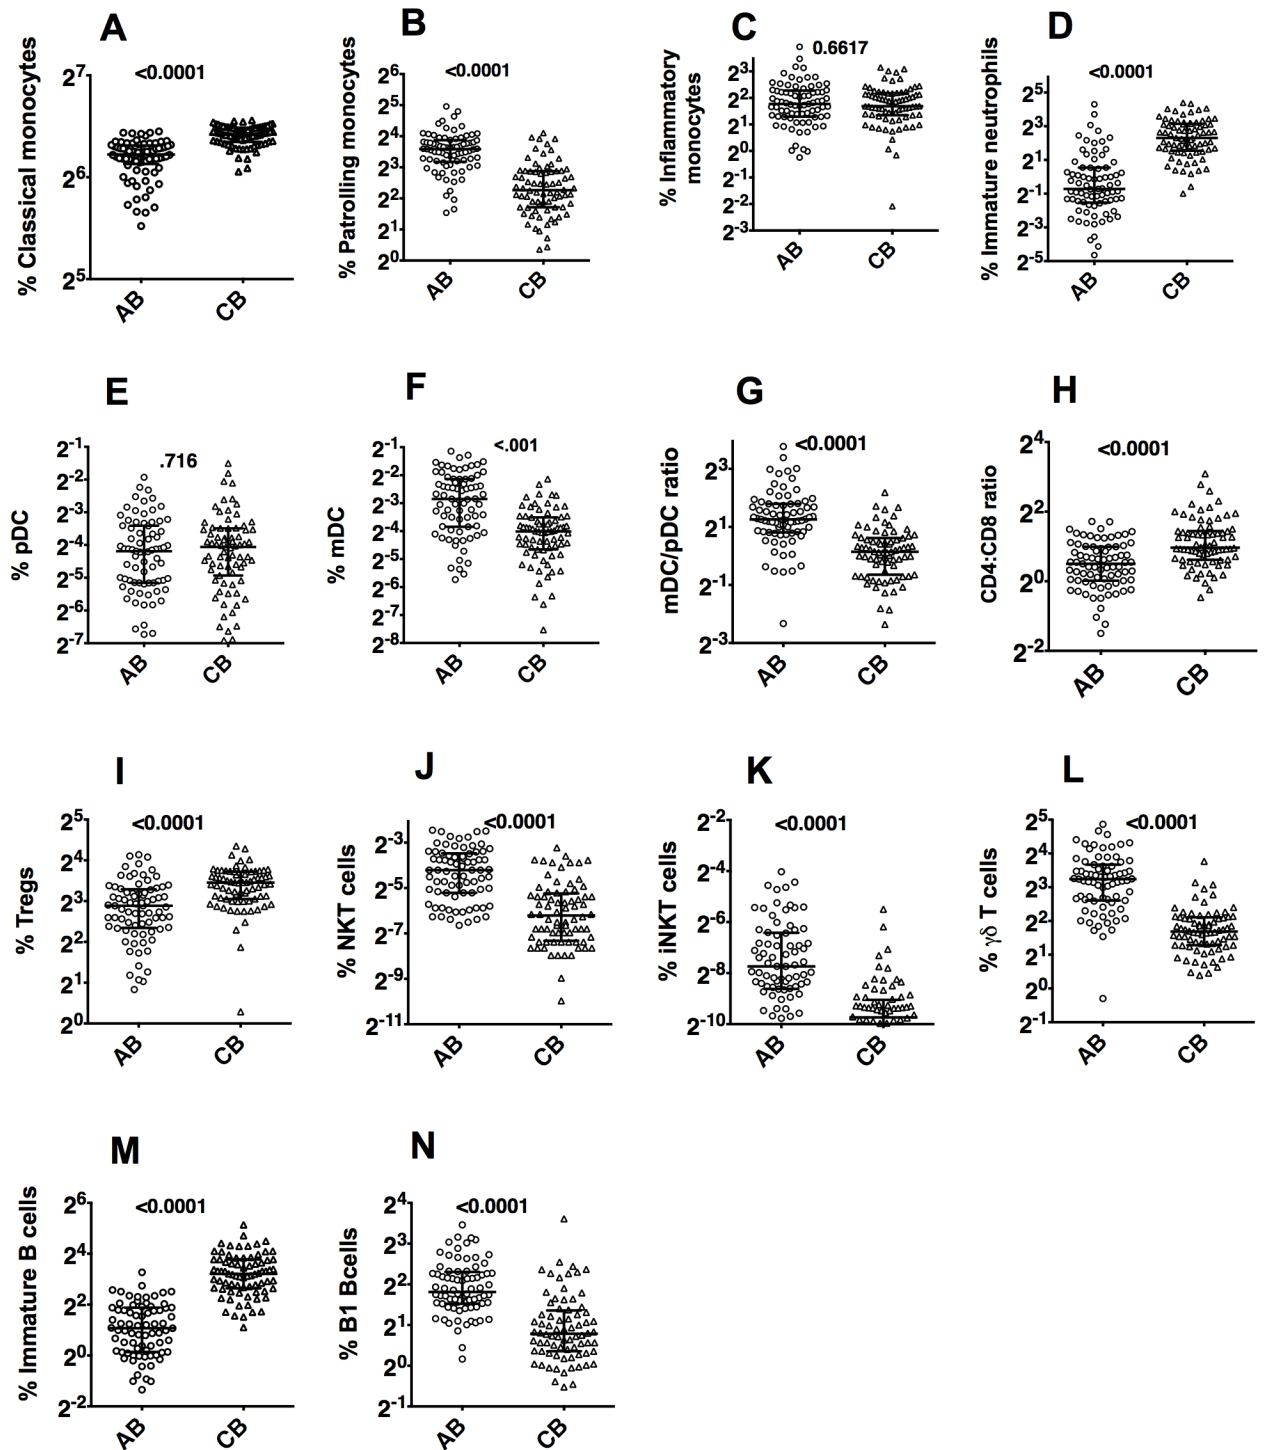 A
% Classical monocytes
<0.0001
2^7
2^6
2^5
AB
CB
B
% Patrolling monocytes
<0.0001
2^6
2^5
2^4
2^3
2^2
2^1
2^0
AB
CB
C
% Inflammatory
monocytes
0.6617
2^3
2^2
2^1
2^0
2^-1
2^-2
2^-3
AB
CB
D
% Immature neutrophils
<0.0001
2^5
2^3
2^1
2^-1
2^-3
2^-5
AB
CB
E
% pDC
.716
2^-1
2^-2
2^-3
2^-4
2^-5
2^-6
2^-7
AB
CB
F
% mDC
<.001
2^-1
2^-2
2^-3
2^-4
2^-5
2^-6
2^-7
2^-8
AB
CB
G
mDC/pDC ratio
<0.0001
2^3
2^1
2^-1
2^-3
AB
CB
H
CD4:CD8 ratio
<0.0001
2^4
2^2
2^0
2^-2
AB
CB
I
% Tregs
<0.0001
2^5
2^4
2^3
2^2
2^1
2^0
AB
CB
J
% NKT cells
<0.0001
2^-3
2^-5
2^-7
2^-9
2^-11
AB
CB
K
% iNKT cells
<0.0001
2^-2
2^-4
2^-6
2^-8
2^-10
AB
CB
L
% γδ T cells
<0.0001
2^5
2^4
2^3
2^2
2^1
2^0
2^-1
AB
CB
M
% Immature B cells
<0.0001
2^6
2^4
2^2
2^0
2^-2
AB
CB
N
% B1 Bcells
<0.0001
2^4
2^3
2^2
2^1
2^0
2^-1
AB
CB